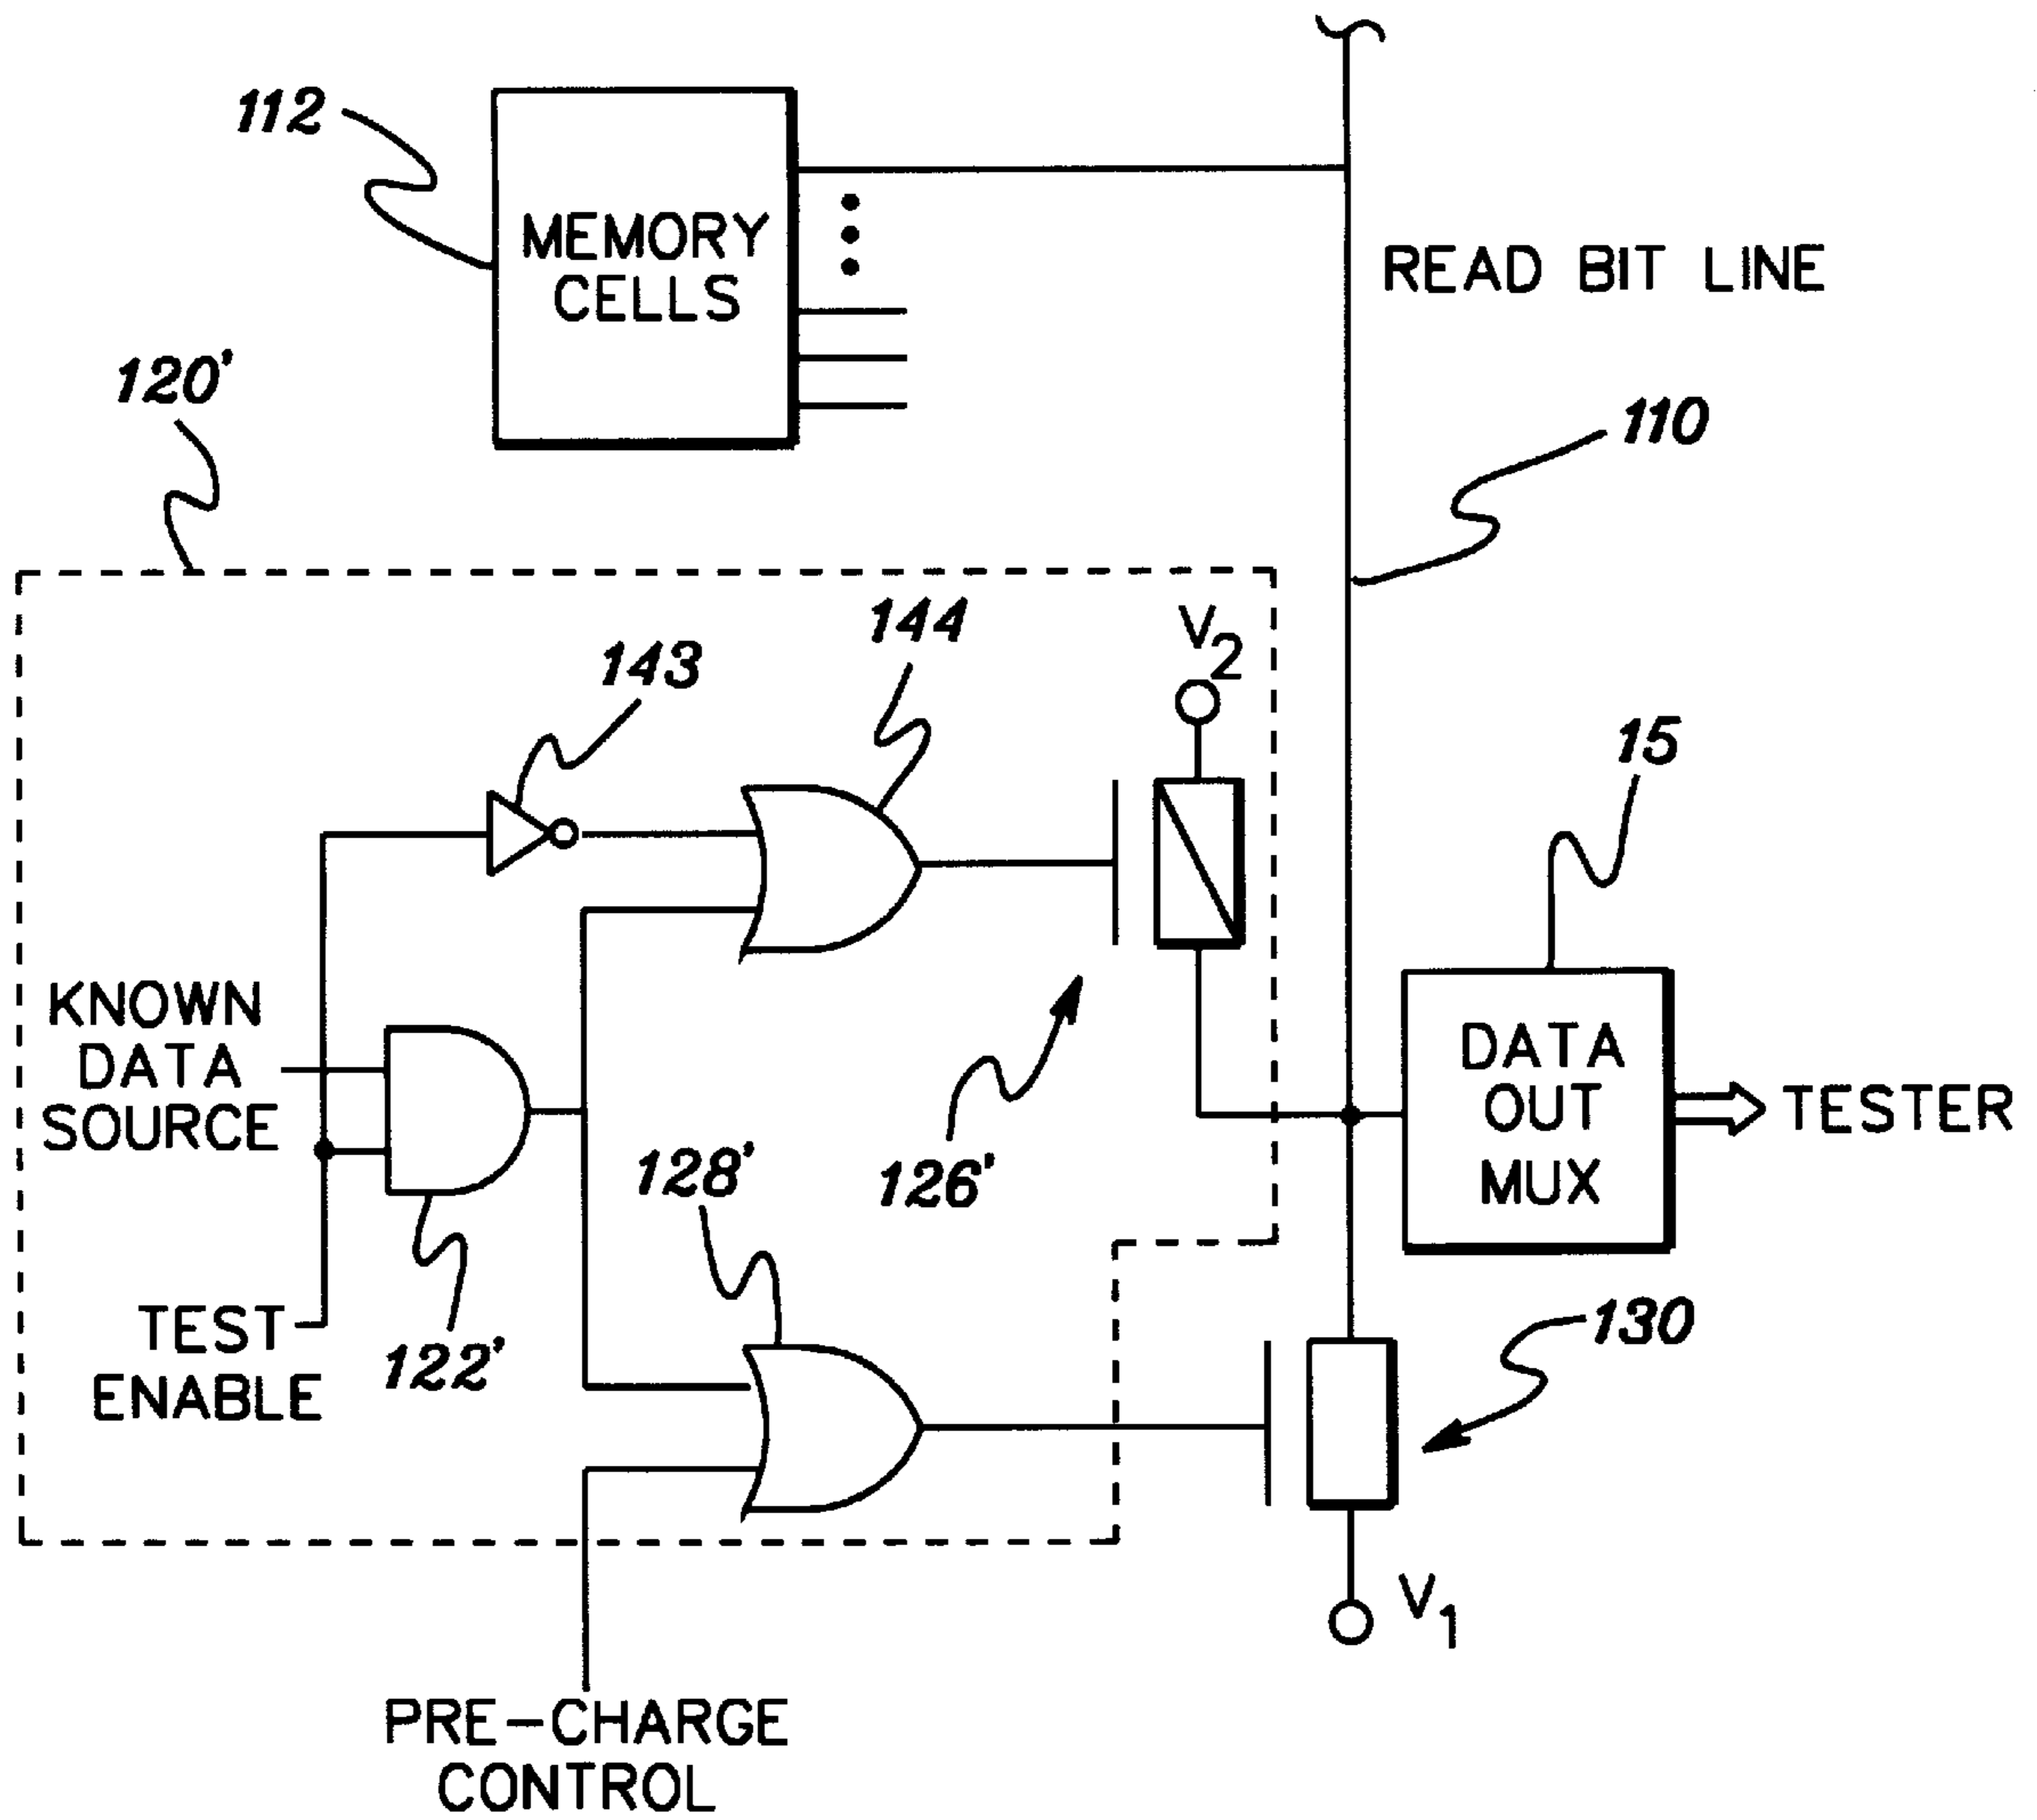 112
MEMORY
CELLS
READ BIT LINE
120'
110
144
V2
143
15
KNOWN
DATA
SOURCE
DATA
OUT
MUX
TESTER
128'
126'
TEST
ENABLE
122'
130
V1
PRE-CHARGE
CONTROL